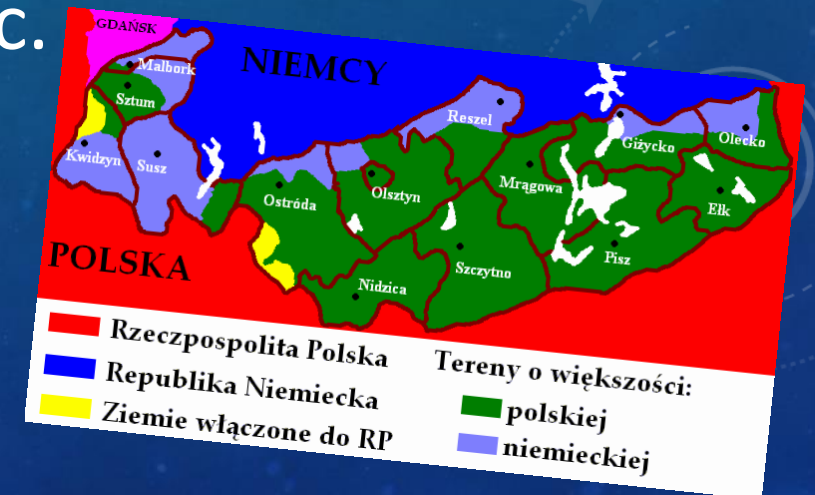 c.
GDAŃSK
NIEMCY
Malbork
Sztum
Reszel
Giżycko
Olecko
Kwidzyn
Susz
Mrągowa
Olsztyn
Ostróda
Ełk
Pisz
Szczytno
Nidzica
POLSKA
Rzeczpospolita Polska
Republika Niemiecka
Ziemie włączone do RP
Tereny o większości:
polskiej
niemieckiej